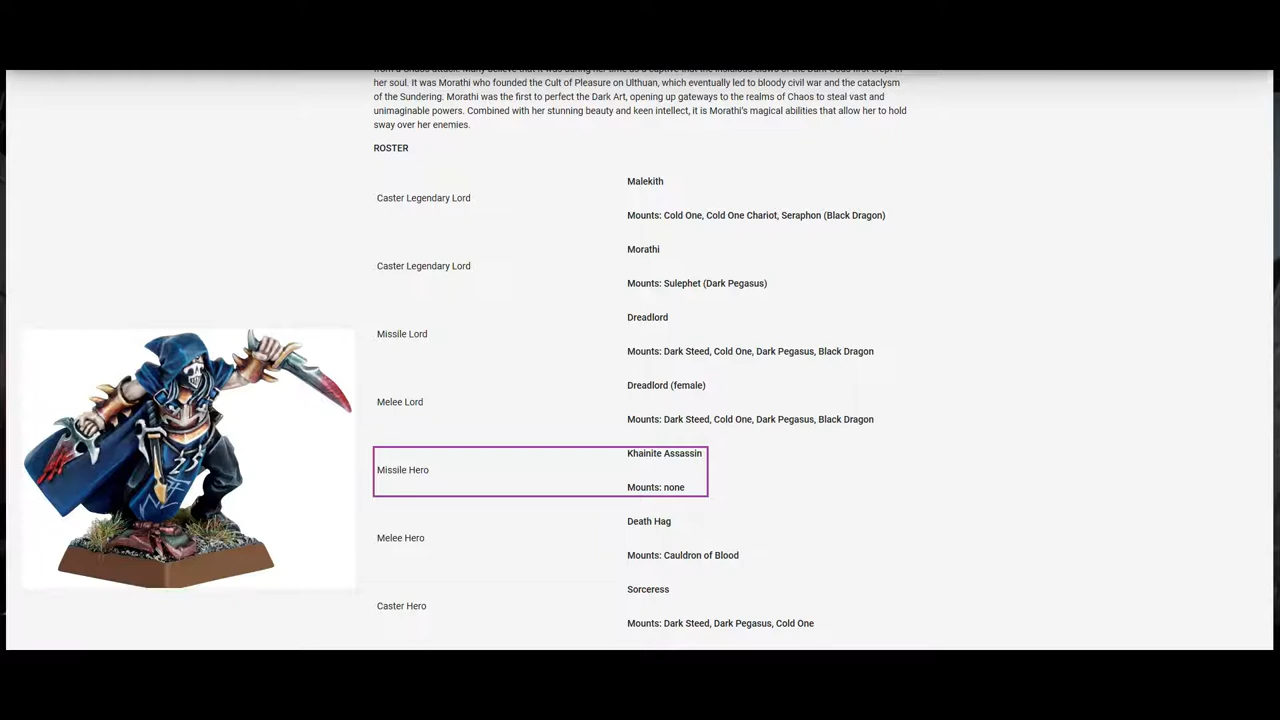 her soul. It was Morathi who founded the Cult of Pleasure on Ulthuan, which eventually led to bloody civil war and the cataclysm
of the Sundering. Morathi was the first to perfect the Dark Art, opening up gateways to the realms of Chaos to steal vast and
unimaginable powers. Combined with her stunning beauty and keen intellect, it is Morathi's magical abilities that allow her to hold
sway over her enemies.
ROSTER
Malekith
Caster Legendary Lord
Mounts: Cold One, Cold One Chariot, Seraphon (Black Dragon)
Morathi
Caster Legendary Lord
Mounts: Sulephet (Dark Pegasus)
Dreadlord
Missile Lord
Mounts: Dark Steed, Cold One, Dark Pegasus, Black Dragon
Dreadlord (female)
Melee Lord
Mounts: Dark Steed, Cold One, Dark Pegasus, Black Dragon
Khainite Assassin
Missile Hero
Mounts: none
Death Hag
Melee Hero
Mounts: Cauldron of Blood
Sorceress
Caster Hero
Mounts: Dark Steed, Dark Pegasus, Cold One